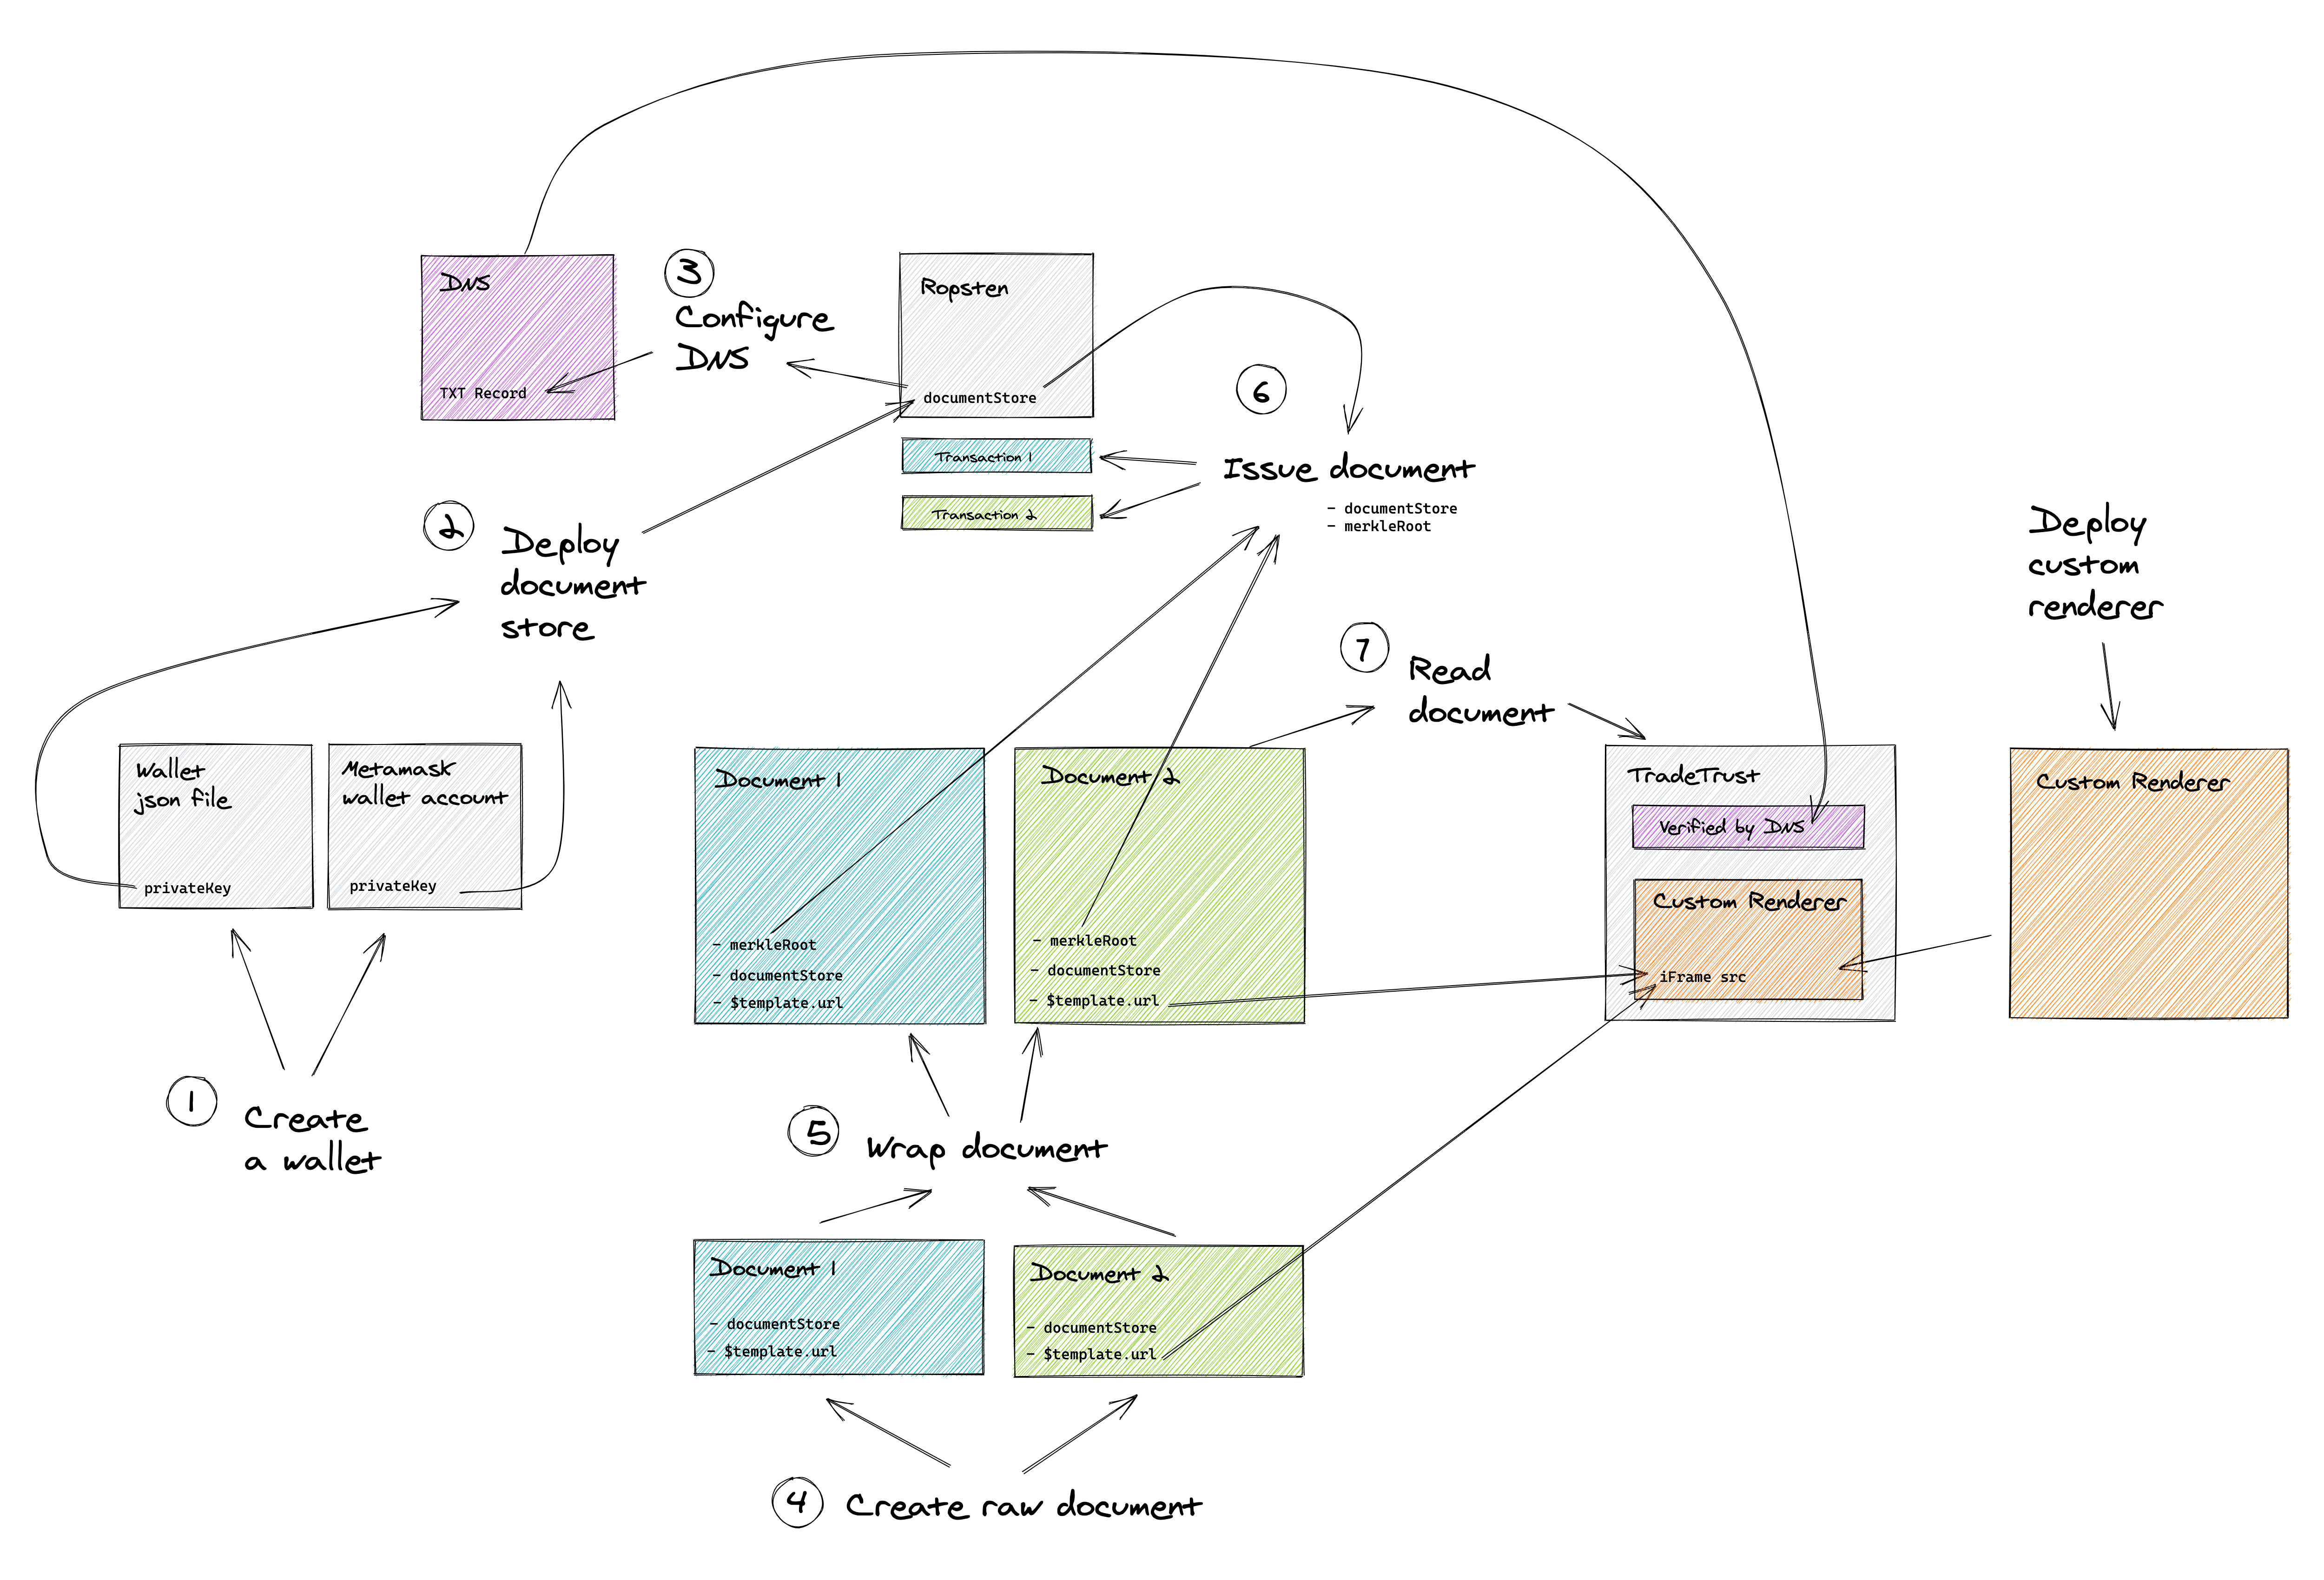 DNS
TXT Record
3
Configure
DNS
Ropsten
documentStore
Transaction 1
Transaction 2
6
Issue document
- documentStore
- merkleRoot
2
Deploy
document
store
Deploy
custom
renderer
7
Read
document
Wallet
json file
privateKey
Metamask
wallet account
privateKey
Document 1
- merkleRoot
- documentStore
- $template.url
Document 2
- merkleRoot
- documentStore
- $template.url
TradeTrust
Verified by DNS
Custom Renderer
iFrame src
Custom Renderer
1
Create
a wallet
5
Wrap document
Document 1
- documentStore
- $template.url
Document 2
- documentStore
- $template.url
4
Create raw document